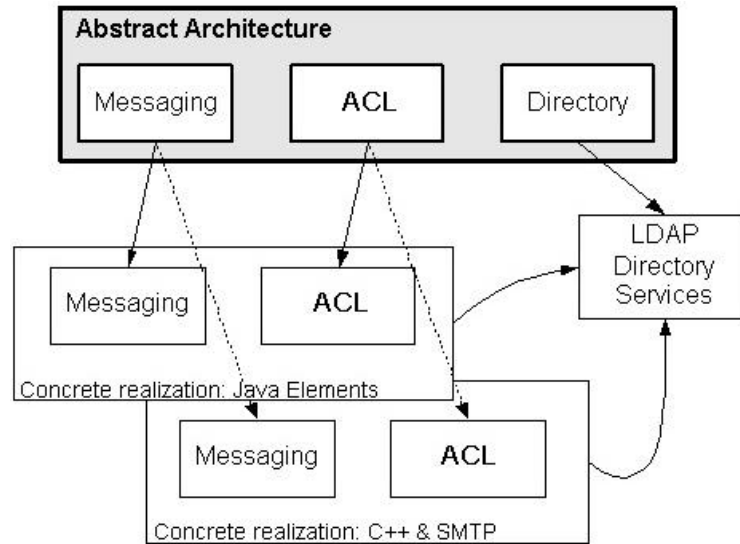 Abstract Architecture
Messaging
ACL
Directory
LDAP
Directory
Services
Messaging
ACL
Concrete realization: Java Elements
Messaging
ACL
Concrete realization: C++ & SMTP